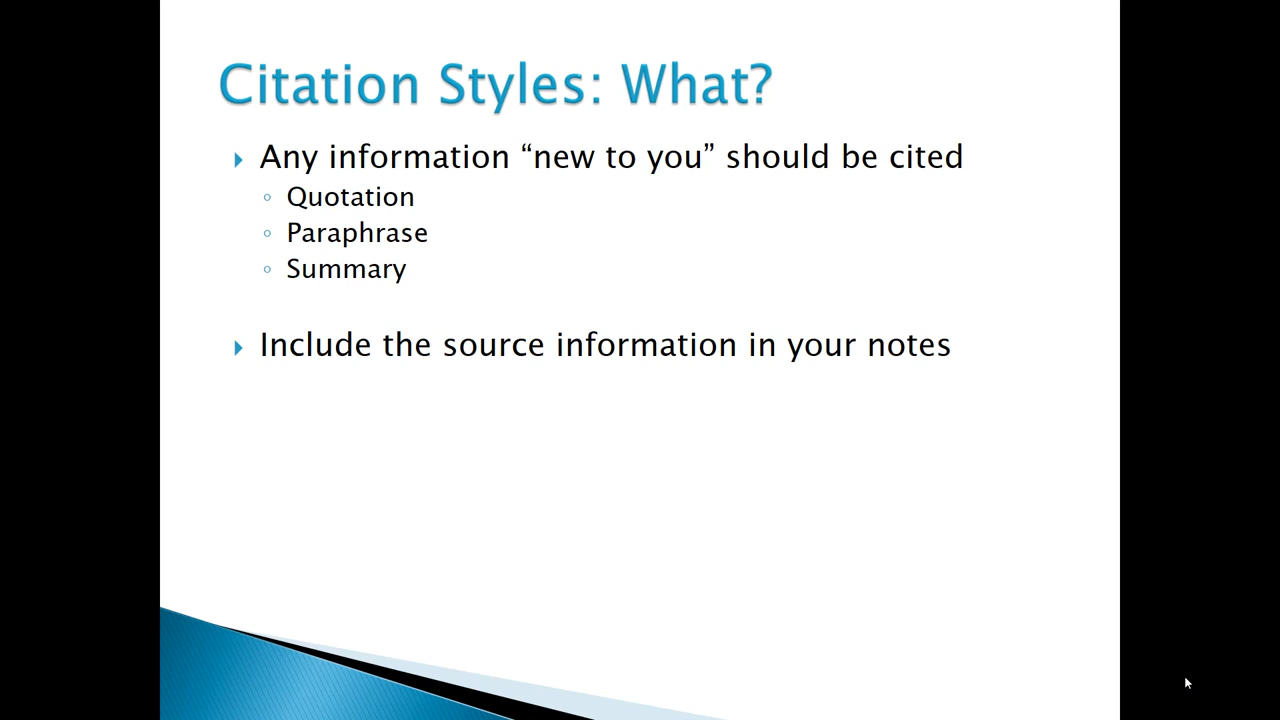 Citation Styles: What?
Any information “new to you” should be cited
Quotation
Paraphrase
Summary
Include the source information in your notes